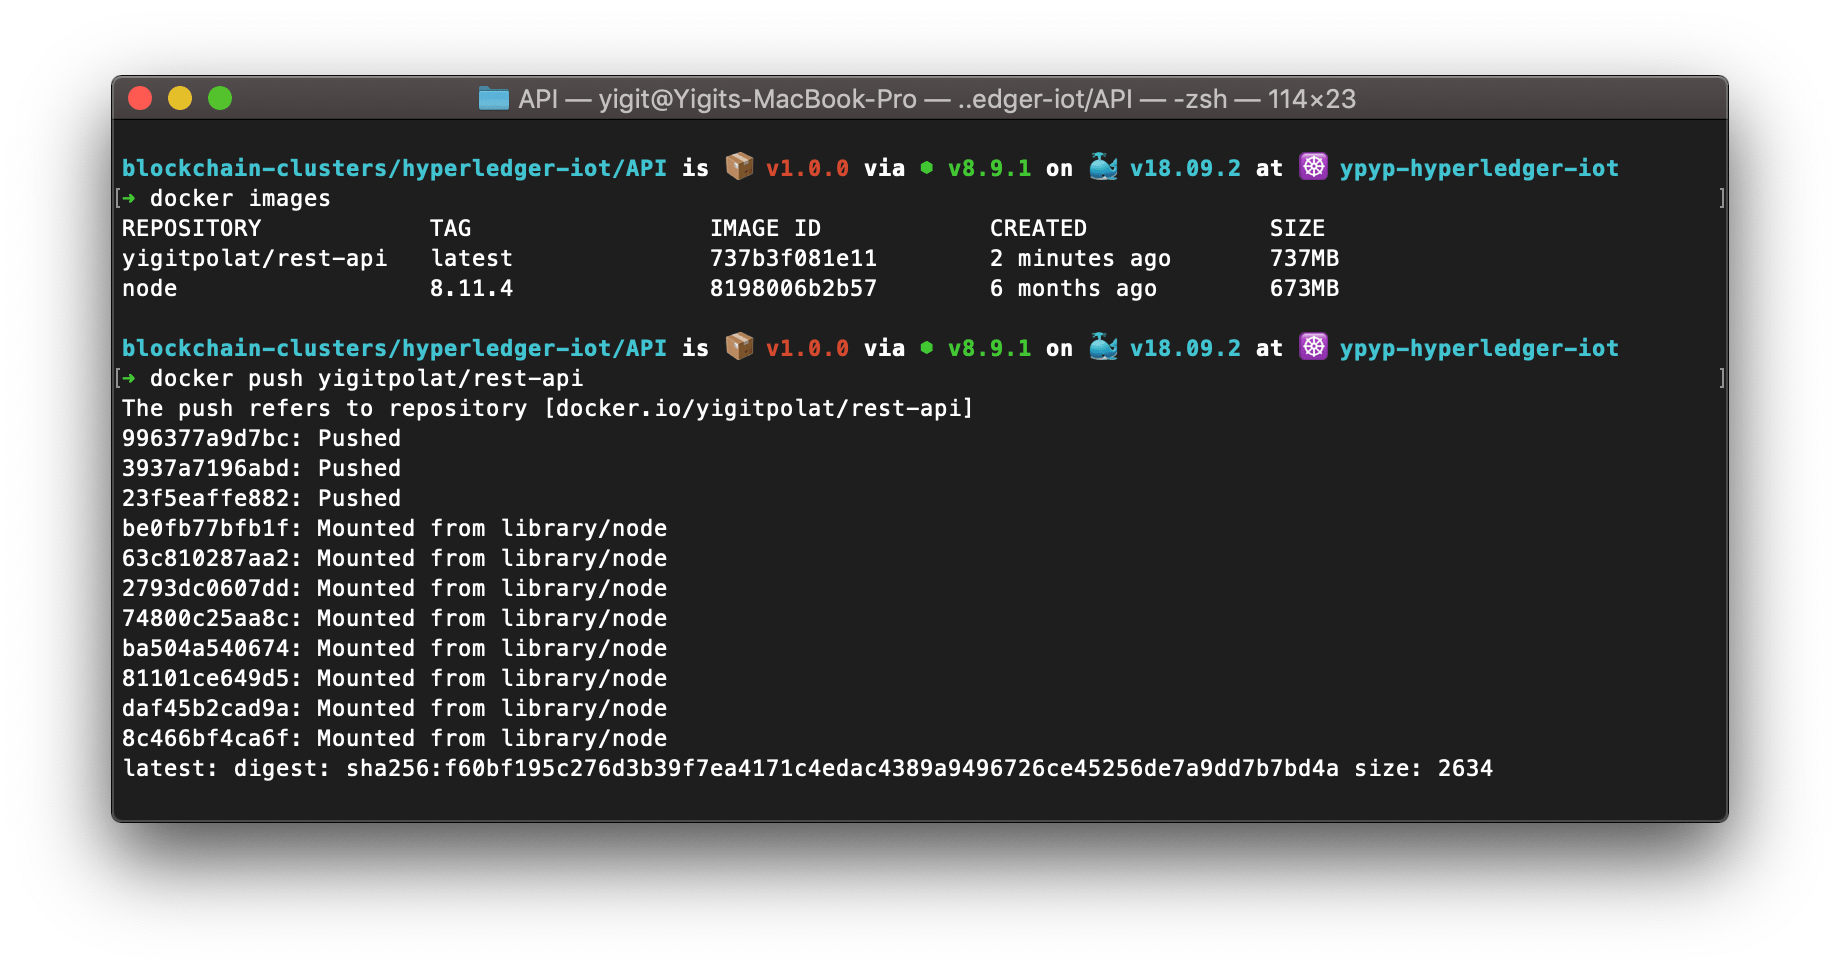 API — yigit@Yigits-MacBook-Pro — ..edger-iot/API — -zsh — 114×23
blockchain-clusters/hyperledger-iot/API is 📦 v1.0.0 via ⬢ v8.9.1 on 🐳 v18.09.2 at ☸ ypyp-hyperledger-iot
[➜ docker images ]
REPOSITORY TAG IMAGE ID CREATED SIZE
yigitpolat/rest-api latest 737b3f081e11 2 minutes ago 737MB
node 8.11.4 8198006b2b57 6 months ago 673MB
blockchain-clusters/hyperledger-iot/API is 📦 v1.0.0 via ⬢ v8.9.1 on 🐳 v18.09.2 at ☸ ypyp-hyperledger-iot
[➜ docker push yigitpolat/rest-api ]
The push refers to repository [docker.io/yigitpolat/rest-api]
996377a9d7bc: Pushed
3937a7196abd: Pushed
23f5eaffe882: Pushed
be0fb77bfb1f: Mounted from library/node
63c810287aa2: Mounted from library/node
2793dc0607dd: Mounted from library/node
74800c25aa8c: Mounted from library/node
ba504a540674: Mounted from library/node
81101ce649d5: Mounted from library/node
daf45b2cad9a: Mounted from library/node
8c466bf4ca6f: Mounted from library/node
latest: digest: sha256:f60bf195c276d3b39f7ea4171c4edac4389a9496726ce45256de7a9dd7b7bd4a size: 2634